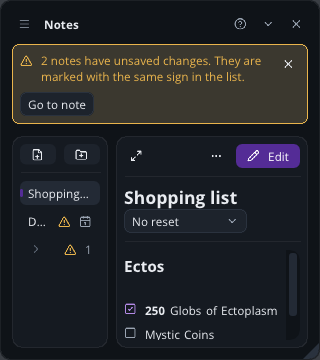 Notes
2 notes have unsaved changes. They are
marked with the same sign in the list.
Go to note
Shopping...
D...
1
Edit
Shopping list
No reset
Ectos
250 Globs of Ectoplasm
Mystic Coins